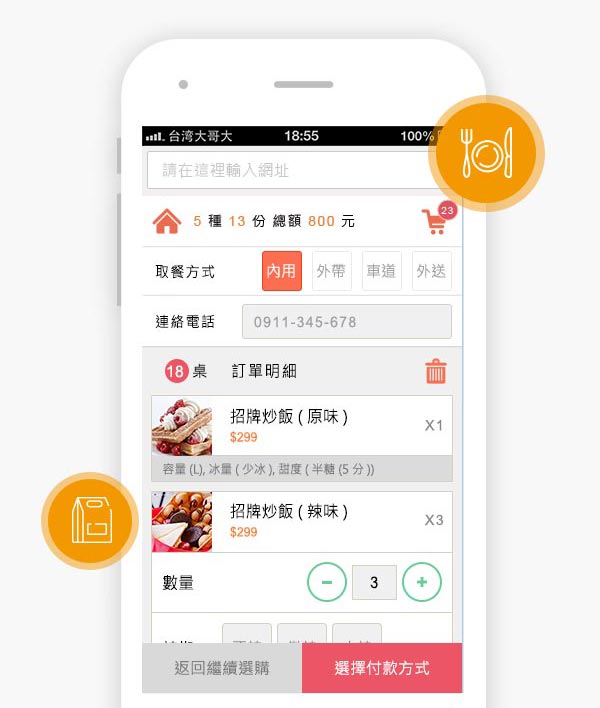 台湾大哥大 18:55 100%
請在這裡輸入網址
5 種 13 份 總額 800 元
23
取餐方式 內用 外帶 車道 外送
連絡電話 0911-345-678
18 桌 訂單明細
招牌炒飯 ( 原味 )
$299
X1
容量 (L), 冰量 ( 少冰 ), 甜度 ( 半糖 (5 分 ))
招牌炒飯 ( 辣味 )
$299
X3
數量 − 3 +
返回繼續選購 選擇付款方式